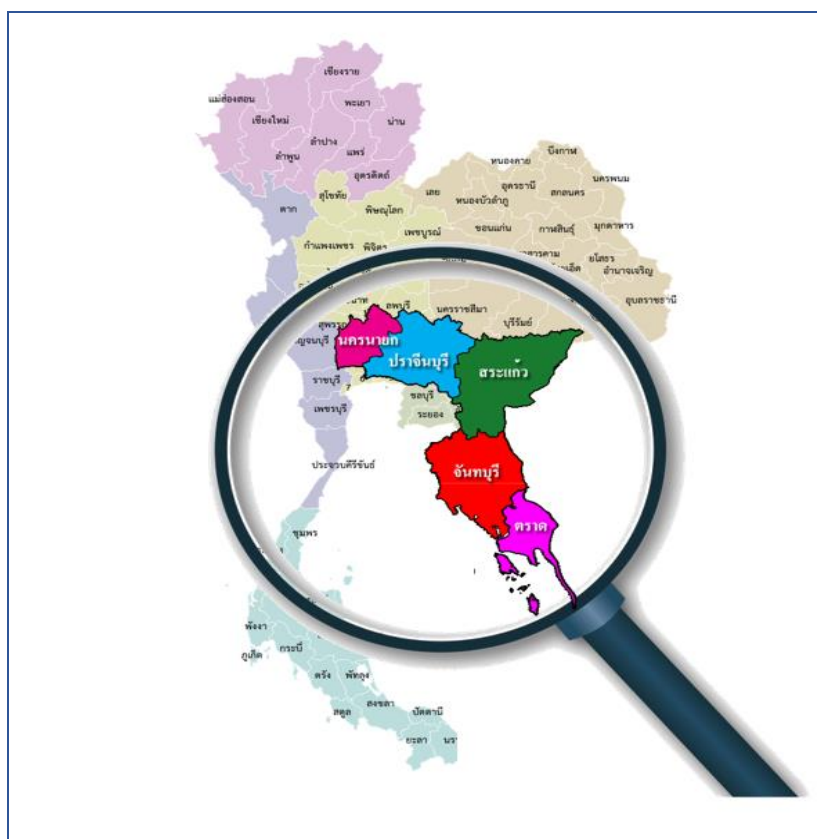 เชียงราย
แม่ฮ่องสอน
พะเยา
เชียงใหม่
น่าน
ลำปาง
แพร่
ลำพูน
อุตรดิตถ์
บึงกาฬ
หนองคาย
นครพนม
เลย
อุดรธานี
สกลนคร
หนองบัวลำภู
สุโขทัย
ตาก
พิษณุโลก
ขอนแก่น
กาฬสินธุ์
มุกดาหาร
เพชรบูรณ์
กำแพงเพชร
พิจิตร
ยโสธร
อำนาจเจริญ
อุบลราชธานี
ลพบุรี
นครราชสีมา
บุรีรัมย์
นครนายก
ปราจีนบุรี
สระแก้ว
ราชบุรี
ชลบุรี
เพชรบุรี
ระยอง
ประจวบคีรีขันธ์
จันทบุรี
ตราด
ชุมพร
พังงา
กระบี่
ภูเก็ต
ตรัง
พัทลุง
สงขลา
สตูล
ปัตตานี
ยะลา